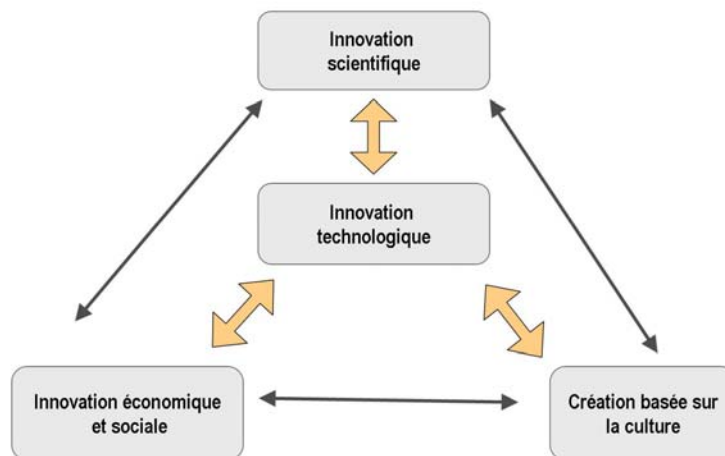 Innovation
scientifique
Innovation
technologique
Innovation économique
et sociale
Création basée sur
la culture